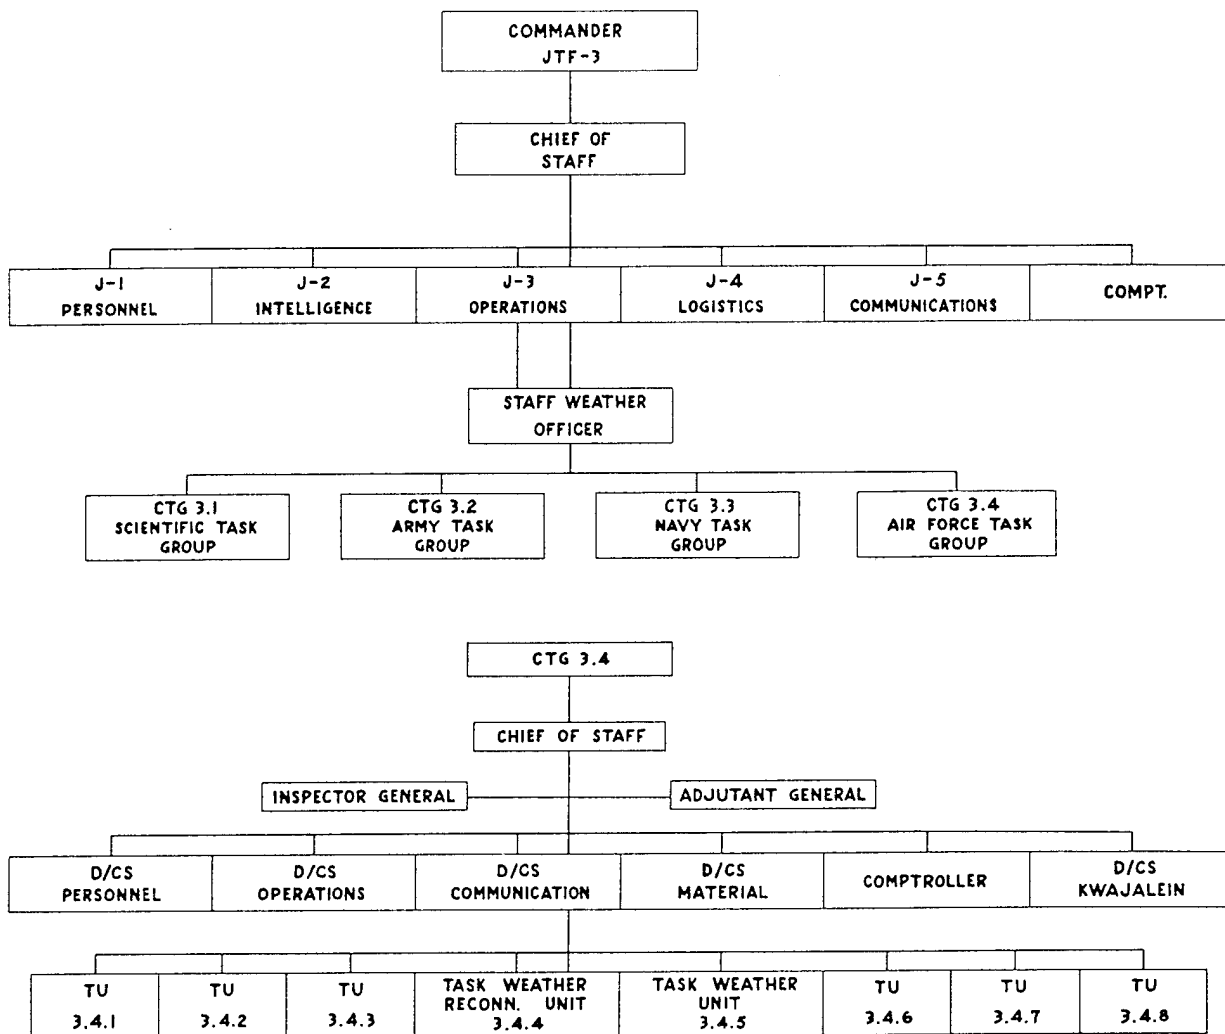 COMMANDER
JTF-3
CHIEF OF
STAFF
J-1
PERSONNEL
J-2
INTELLIGENCE
J-3
OPERATIONS
J-4
LOGISTICS
J-5
COMMUNICATIONS
COMPT.
STAFF WEATHER
OFFICER
CTG 3.1
SCIENTIFIC TASK
GROUP
CTG 3.2
ARMY TASK
GROUP
CTG 3.3
NAVY TASK
GROUP
CTG 3.4
AIR FORCE TASK
GROUP
CTG 3.4
CHIEF OF STAFF
INSPECTOR GENERAL
ADJUTANT GENERAL
D/CS
PERSONNEL
D/CS
OPERATIONS
D/CS
COMMUNICATION
D/CS
MATERIAL
COMPTROLLER
D/CS
KWAJALEIN
TU
3.4.1
TU
3.4.2
TU
3.4.3
TASK WEATHER
RECONN. UNIT
3.4.4
TASK WEATHER
UNIT
3.4.5
TU
3.4.6
TU
3.4.7
TU
3.4.8